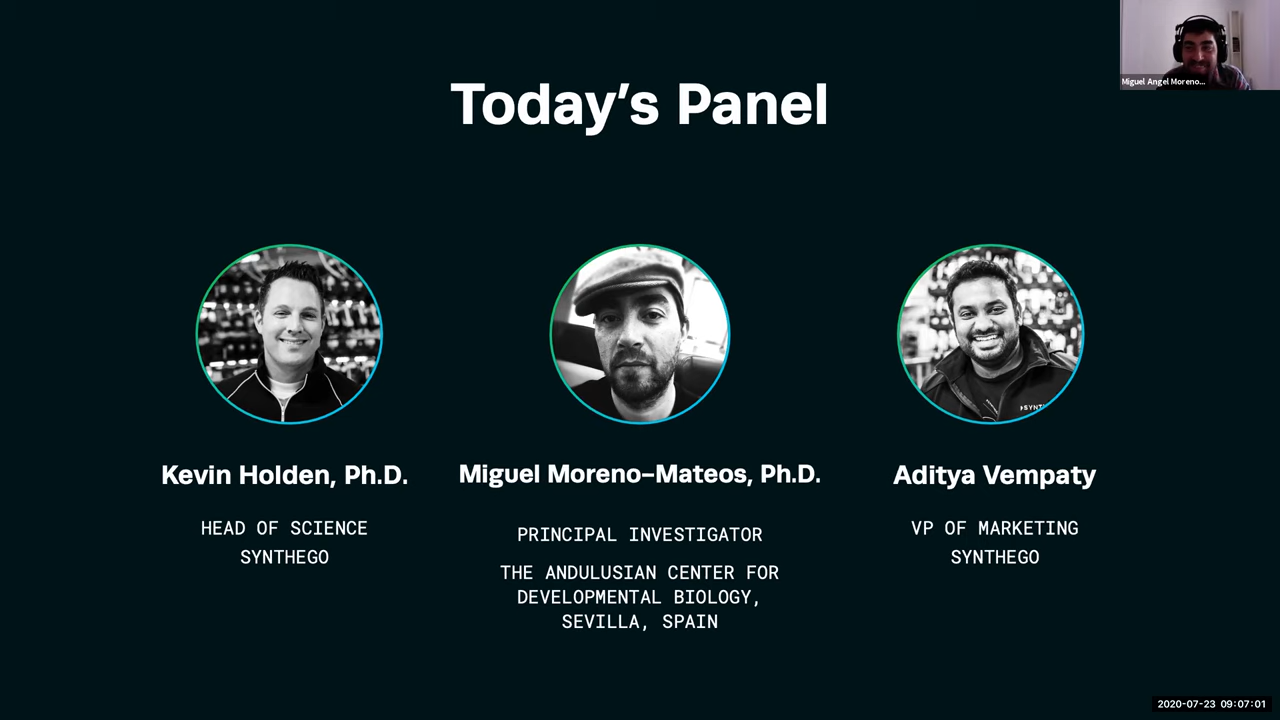 Today's Panel
Miguel Angel Moreno...
Kevin Holden, Ph.D.
HEAD OF SCIENCE
SYNTHEGO
Miguel Moreno-Mateos, Ph.D.
PRINCIPAL INVESTIGATOR
THE ANDULUSIAN CENTER FOR
DEVELOPMENTAL BIOLOGY,
SEVILLA, SPAIN
Aditya Vempaty
VP OF MARKETING
SYNTHEGO
2020-07-23 09:07:01